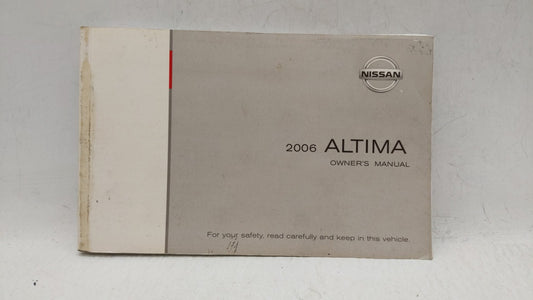 NISSAN
2006 ALTIMA
OWNER'S MANUAL
For your safety, read carefully and keep in this vehicle.